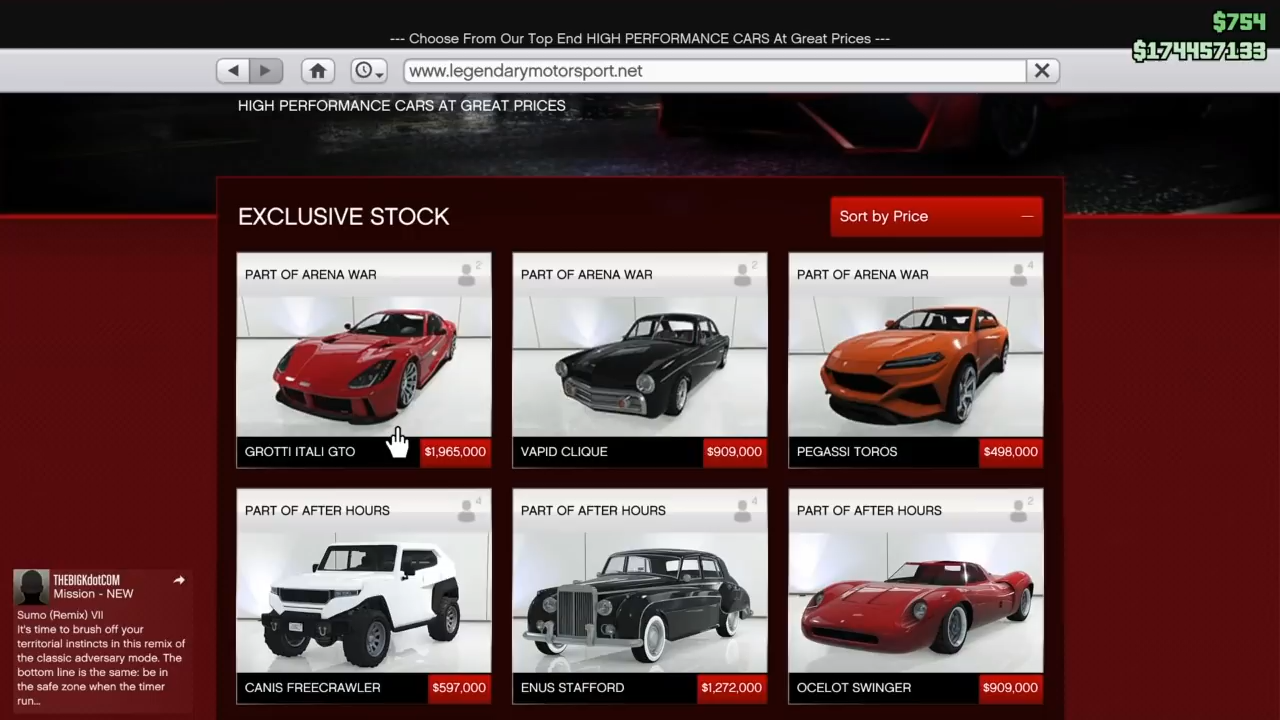 $754
--- Choose From Our Top End HIGH PERFORMANCE CARS At Great Prices ---
$174457133
www.legendarymotorsport.net
HIGH PERFORMANCE CARS AT GREAT PRICES
EXCLUSIVE STOCK
Sort by Price
PART OF ARENA WAR 2
PART OF ARENA WAR 2
PART OF ARENA WAR 4
GROTTI ITALI GTO $1,965,000
VAPID CLIQUE $909,000
PEGASSI TOROS $498,000
PART OF AFTER HOURS 4
PART OF AFTER HOURS 4
PART OF AFTER HOURS 2
CANIS FREECRAWLER $597,000
ENUS STAFFORD $1,272,000
OCELOT SWINGER $909,000
THEBIGKdotCOM
Mission - NEW
Sumo (Remix) VII
It's time to brush off your
territorial instincts in this remix of
the classic adversary mode. The
bottom line is the same: be in
the safe zone when the timer
run...